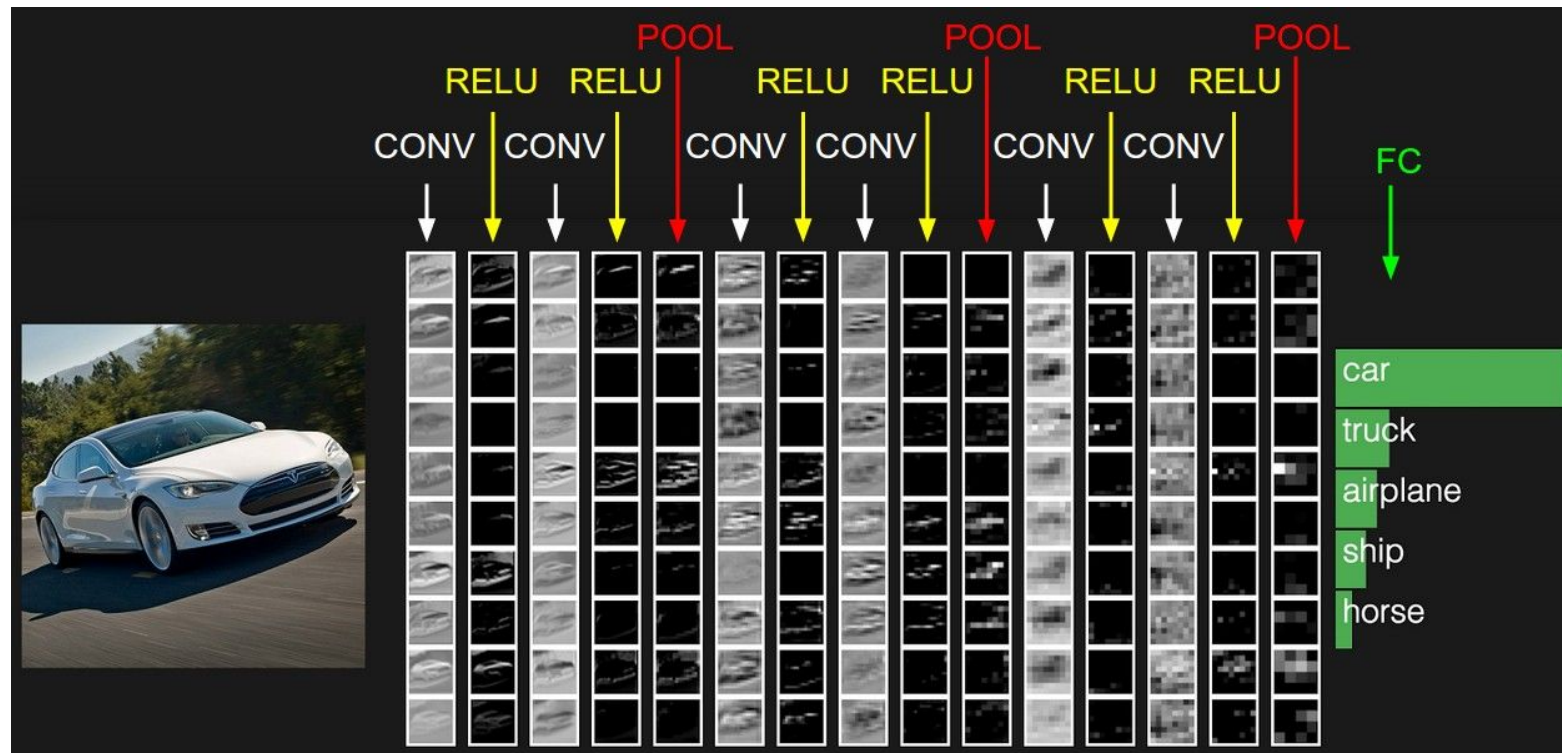 POOL POOL POOL
RELU RELU RELU RELU RELU RELU
CONV CONV CONV CONV CONV CONV
FC
car
truck
airplane
ship
horse